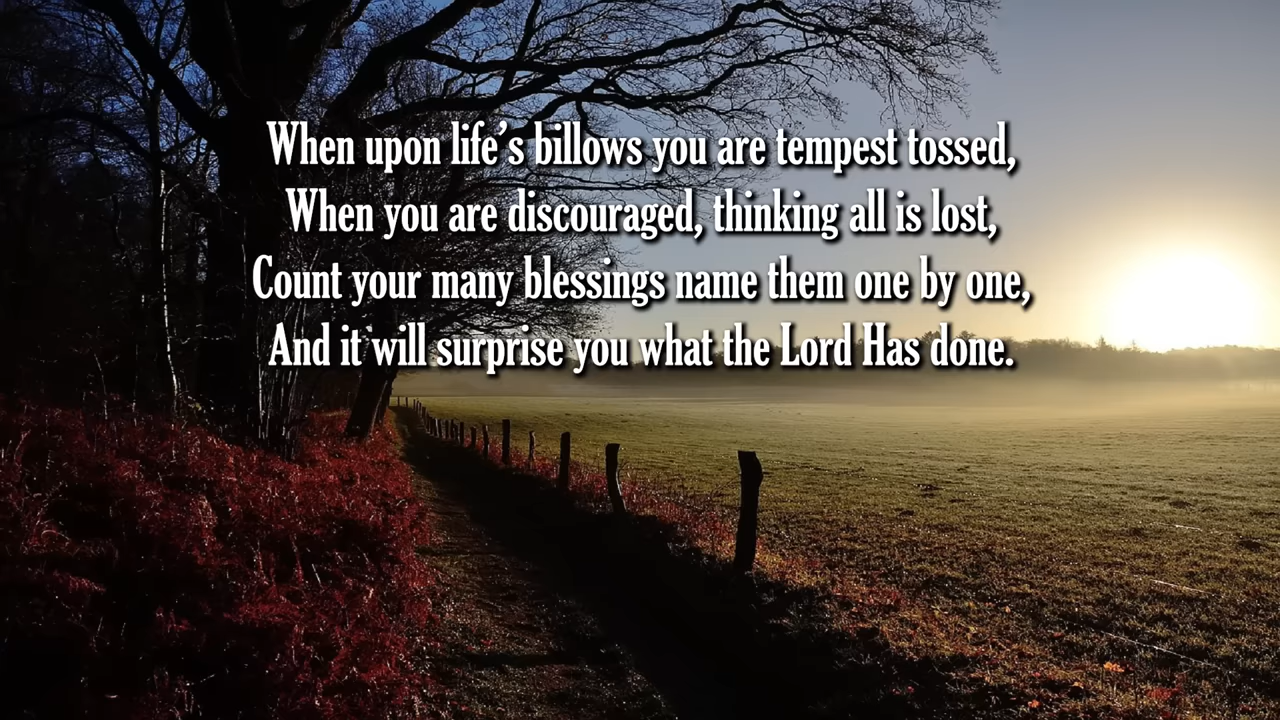 When upon life’s billows you are tempest tossed,
When you are discouraged, thinking all is lost,
Count your many blessings name them one by one,
And it will surprise you what the Lord Has done.